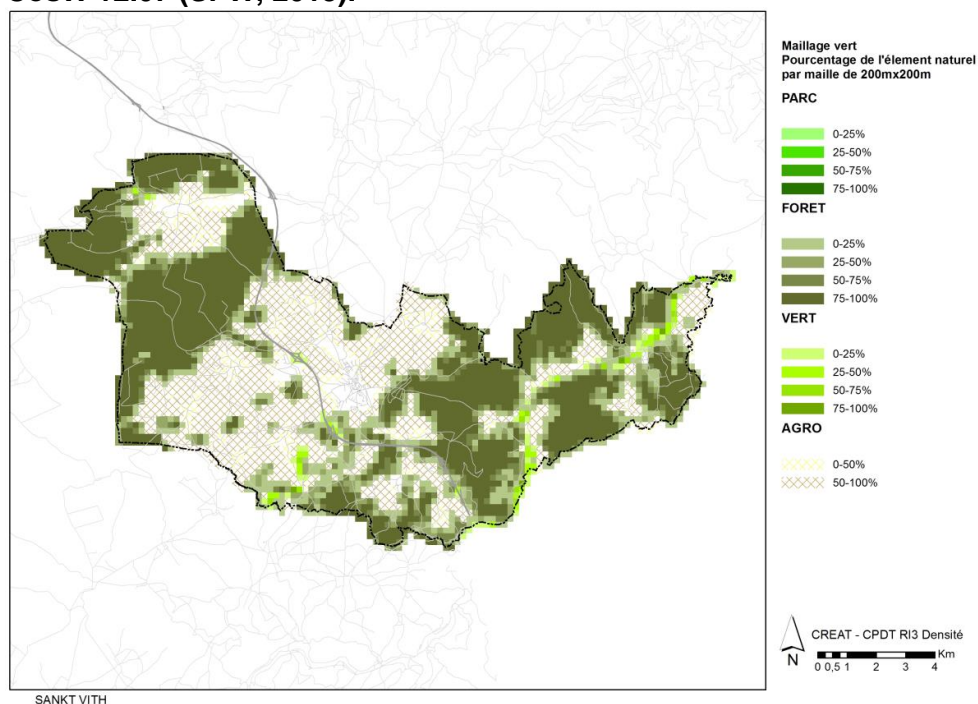 Maillage vert
Pourcentage de l'élement naturel
par maille de 200mx200m
PARC
0-25%
25-50%
50-75%
75-100%
FORET
0-25%
25-50%
50-75%
75-100%
VERT
0-25%
25-50%
50-75%
75-100%
AGRO
0-50%
50-100%
CREAT - CPDT RI3 Densité
N
Km
0 0,5 1 2 3 4
SANKT VITH